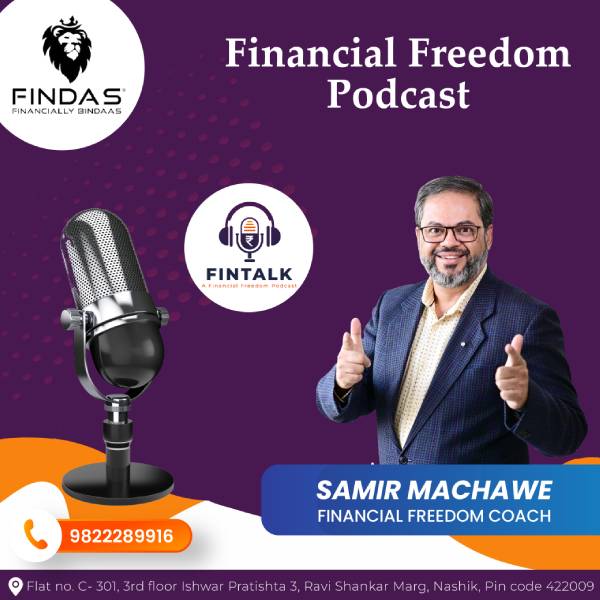 FINDAS®
FINANCIALLY BINDAAS
Financial Freedom
Podcast
₹
FINTALK
A Financial Freedom Podcast
SAMIR MACHAWE
FINANCIAL FREEDOM COACH
9822289916
Flat no. C- 301, 3rd floor Ishwar Pratishta 3, Ravi Shankar Marg, Nashik, Pin code 422009